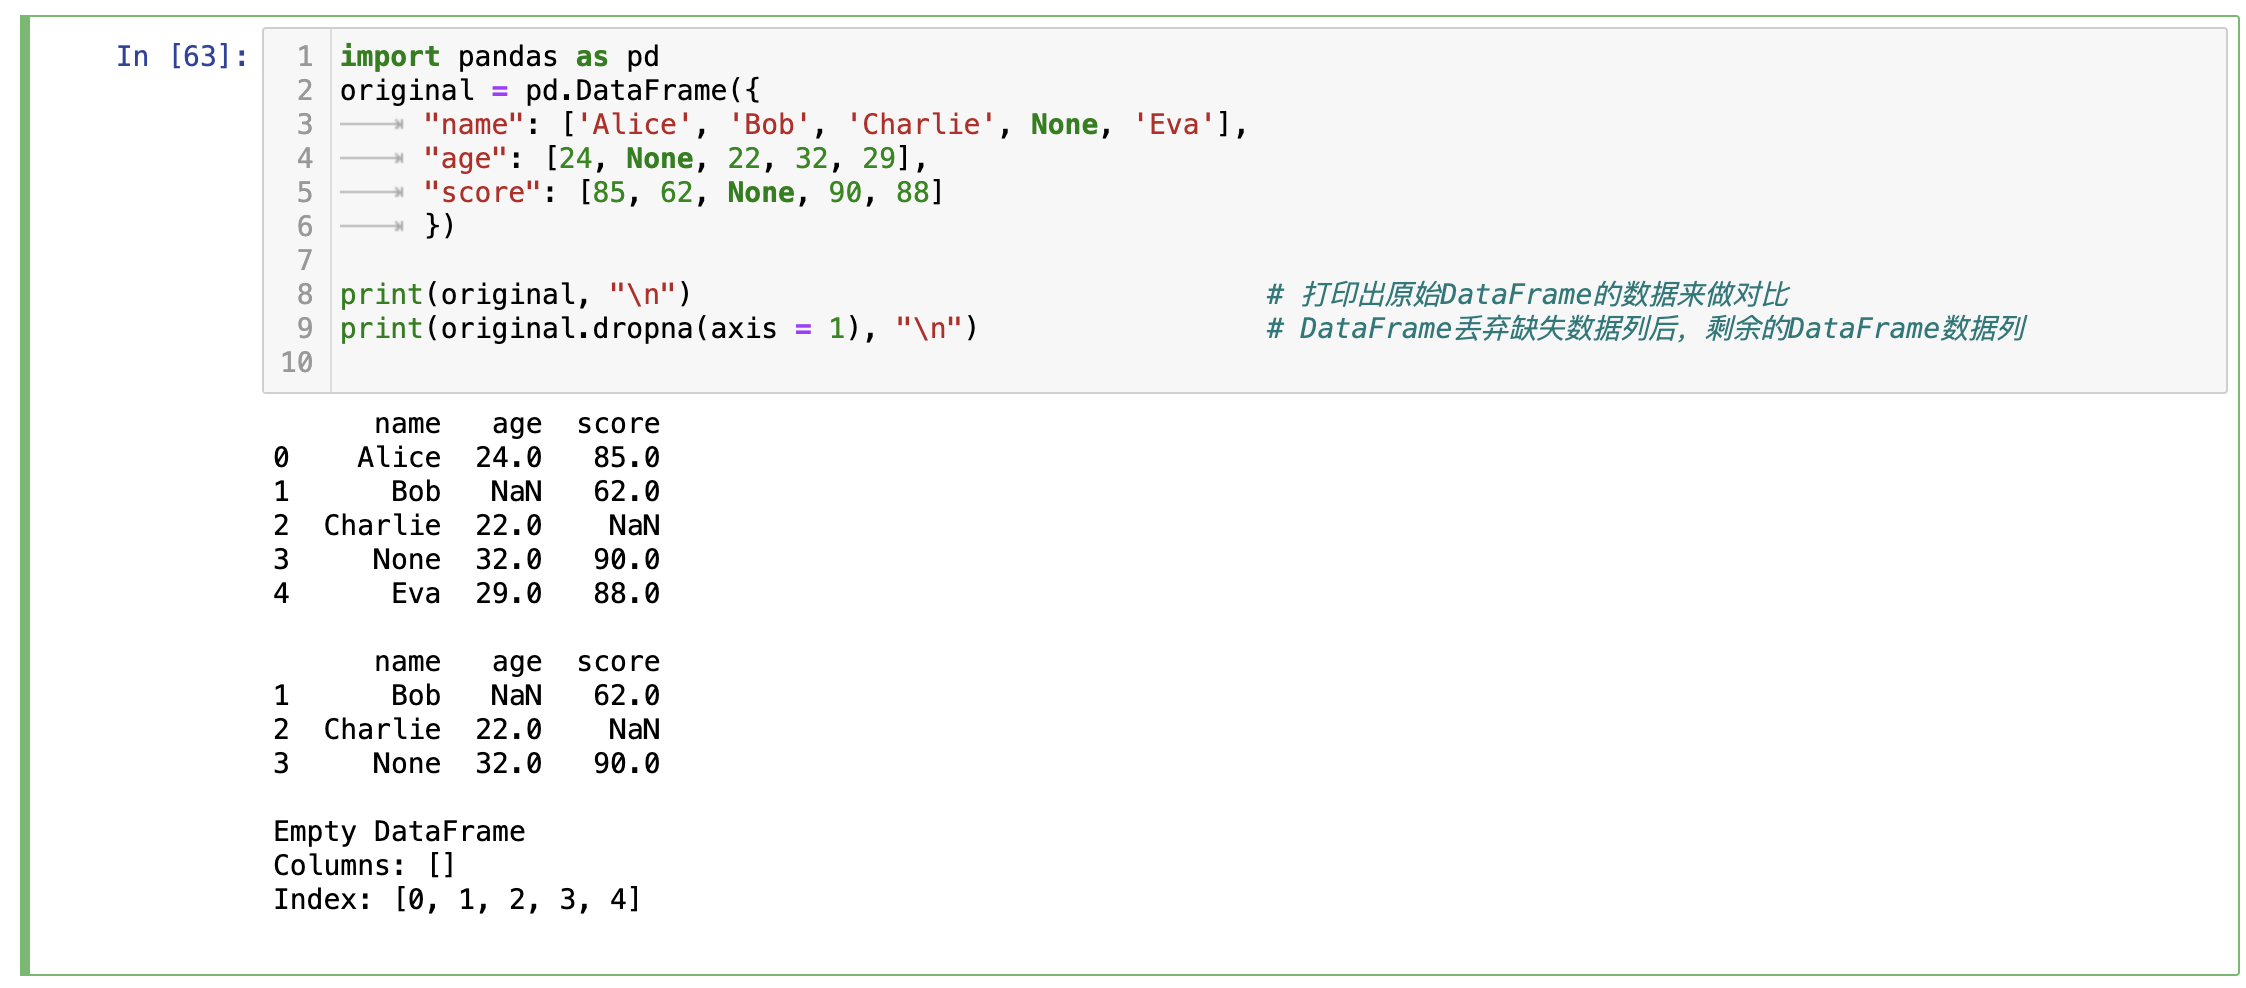 In [63]:
1 import pandas as pd
2 original = pd.DataFrame({
3 "name": ['Alice', 'Bob', 'Charlie', None, 'Eva'],
4 "age": [24, None, 22, 32, 29],
5 "score": [85, 62, None, 90, 88]
6 })
7
8 print(original, "\n") # 打印出原始DataFrame的数据来做对比
9 print(original.dropna(axis = 1), "\n") # DataFrame丢弃缺失数据列后，剩余的DataFrame数据列
10
name age score
0 Alice 24.0 85.0
1 Bob NaN 62.0
2 Charlie 22.0 NaN
3 None 32.0 90.0
4 Eva 29.0 88.0
name age score
1 Bob NaN 62.0
2 Charlie 22.0 NaN
3 None 32.0 90.0
Empty DataFrame
Columns: []
Index: [0, 1, 2, 3, 4]